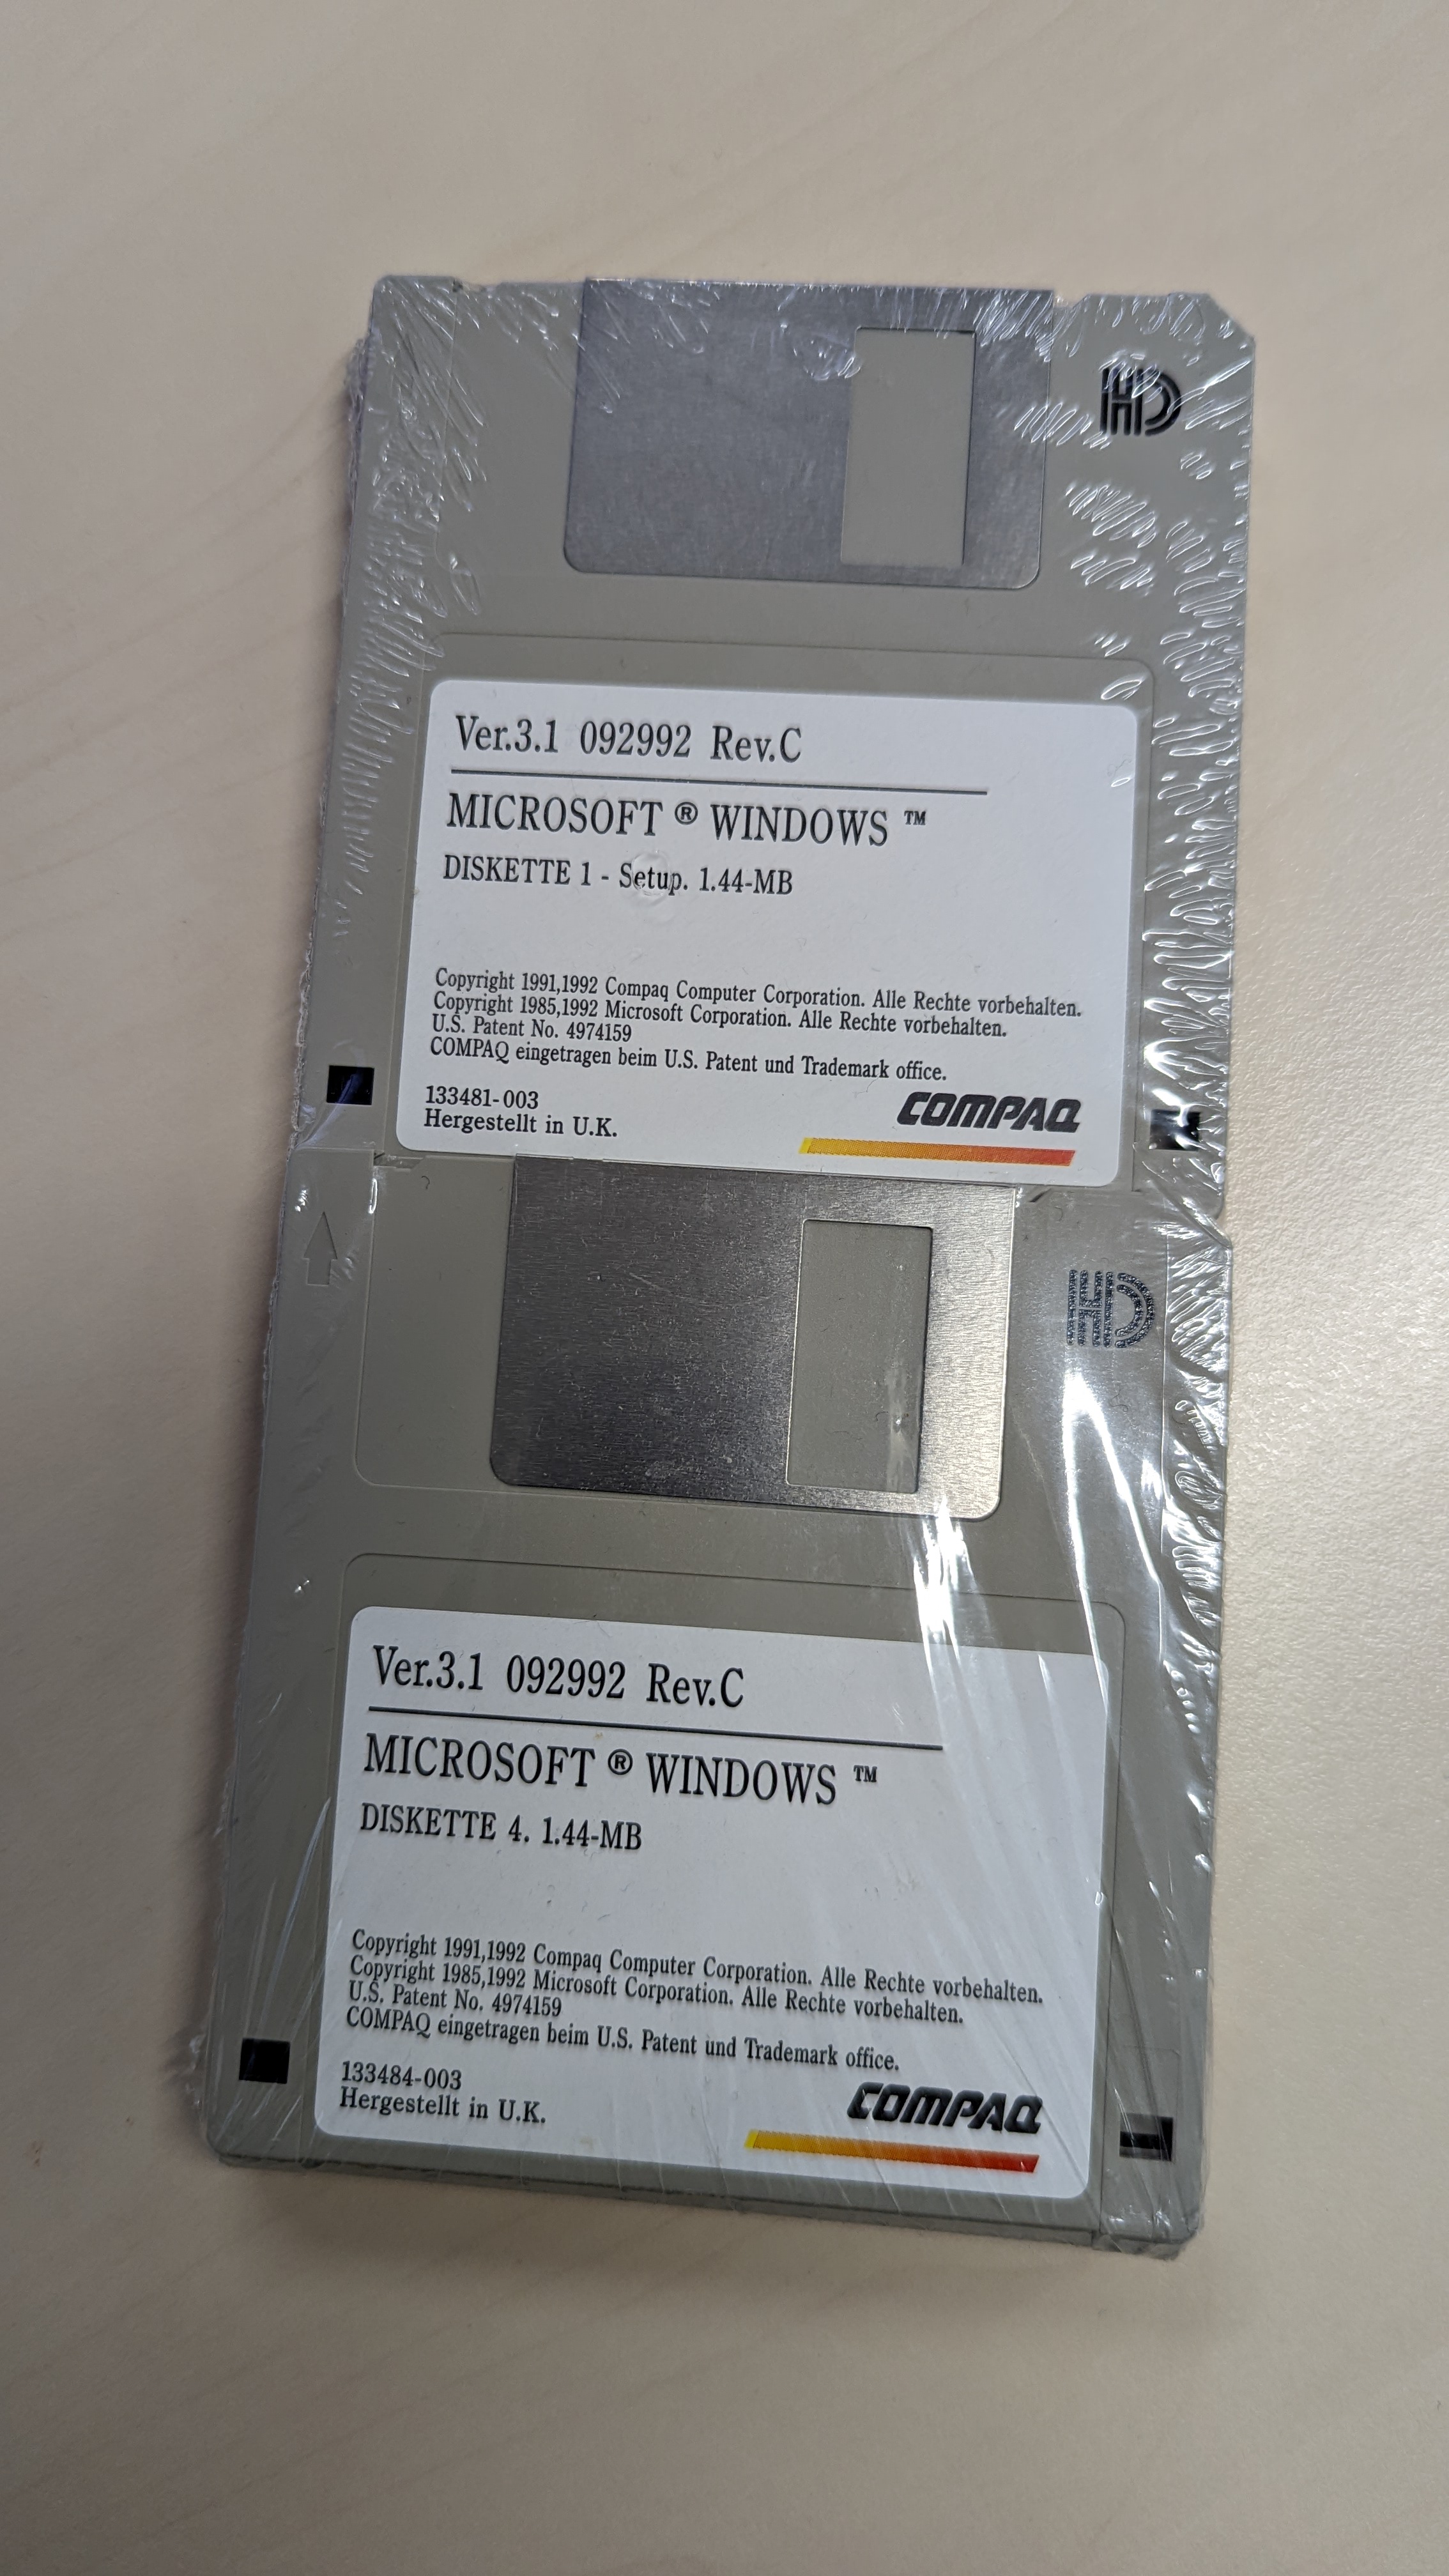 HD
Ver.3.1 092992 Rev.C
MICROSOFT ® WINDOWS ™
DISKETTE 1 - Setup. 1.44-MB
Copyright 1991,1992 Compaq Computer Corporation. Alle Rechte vorbehalten.
Copyright 1985,1992 Microsoft Corporation. Alle Rechte vorbehalten.
U.S. Patent No. 4974159
COMPAQ eingetragen beim U.S. Patent und Trademark office.
133481-003
Hergestellt in U.K.
COMPAQ
HD
Ver.3.1 092992 Rev.C
MICROSOFT ® WINDOWS ™
DISKETTE 4. 1.44-MB
Copyright 1991,1992 Compaq Computer Corporation. Alle Rechte vorbehalten.
Copyright 1985,1992 Microsoft Corporation. Alle Rechte vorbehalten.
U.S. Patent No. 4974159
COMPAQ eingetragen beim U.S. Patent und Trademark office.
133484-003
Hergestellt in U.K.
COMPAQ